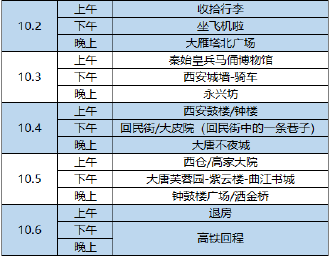 10.2
上午 收拾行李
下午 坐飞机啦
晚上 大雁塔北广场
10.3
上午 秦始皇兵马俑博物馆
下午 西安城墙-骑车
晚上 永兴坊
10.4
上午 西安鼓楼/钟楼
下午 回民街/大皮院（回民街中的一条巷子）
晚上 大唐不夜城
10.5
上午 西仓/高家大院
下午 大唐芙蓉园-紫云楼-曲江书城
晚上 钟鼓楼广场/洒金桥
10.6
上午 退房
下午 高铁回程
晚上